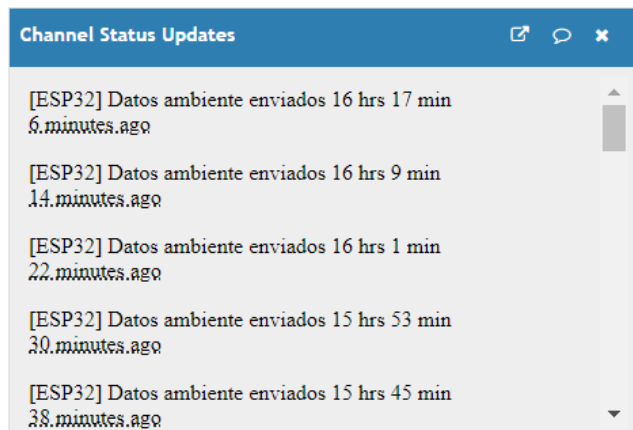 Channel Status Updates
[ESP32] Datos ambiente enviados 16 hrs 17 min
6 minutes ago
[ESP32] Datos ambiente enviados 16 hrs 9 min
14 minutes ago
[ESP32] Datos ambiente enviados 16 hrs 1 min
22 minutes ago
[ESP32] Datos ambiente enviados 15 hrs 53 min
30 minutes ago
[ESP32] Datos ambiente enviados 15 hrs 45 min
38 minutes ago